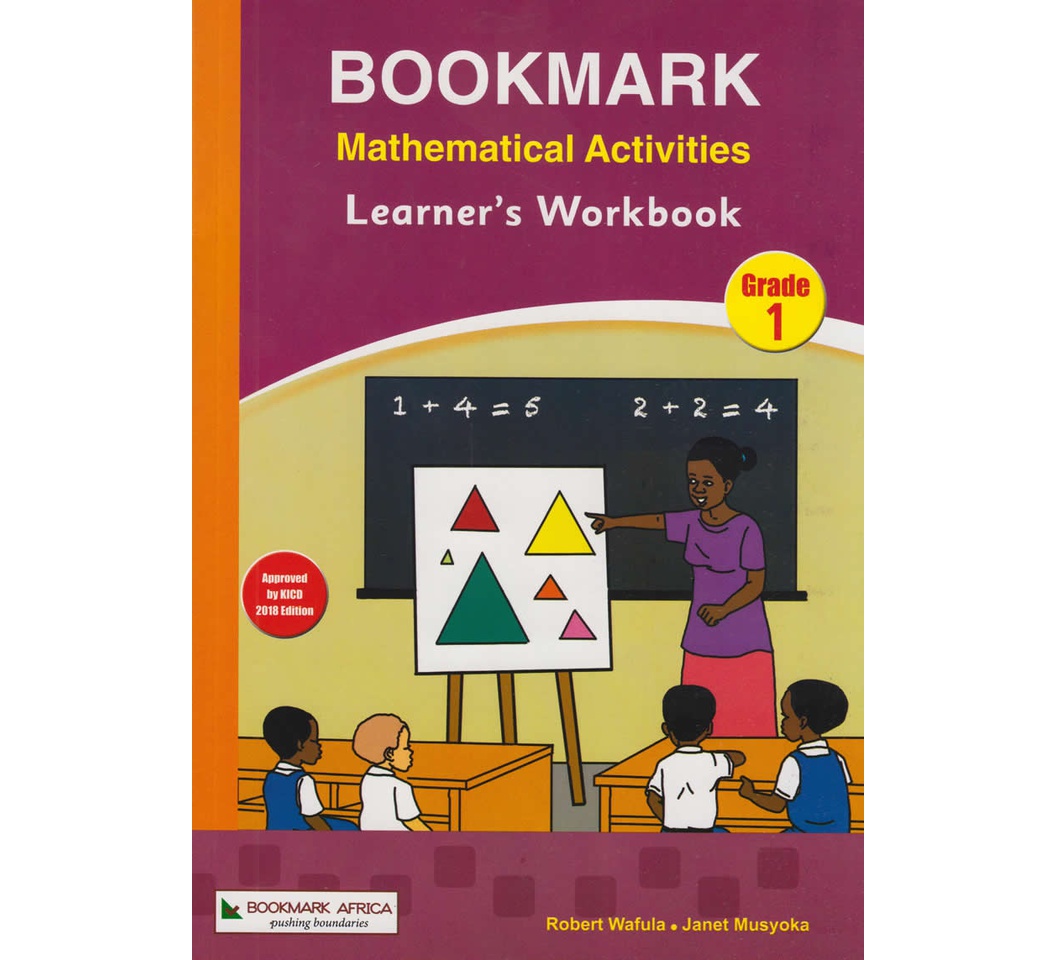 BOOKMARK
Mathematical Activities
Learner's Workbook
Grade
1
1 + 4 = 5
2 + 2 = 4
Approved
by KICD
2018 Edition
BOOKMARK AFRICA
pushing boundaries
Robert Wafula • Janet Musyoka